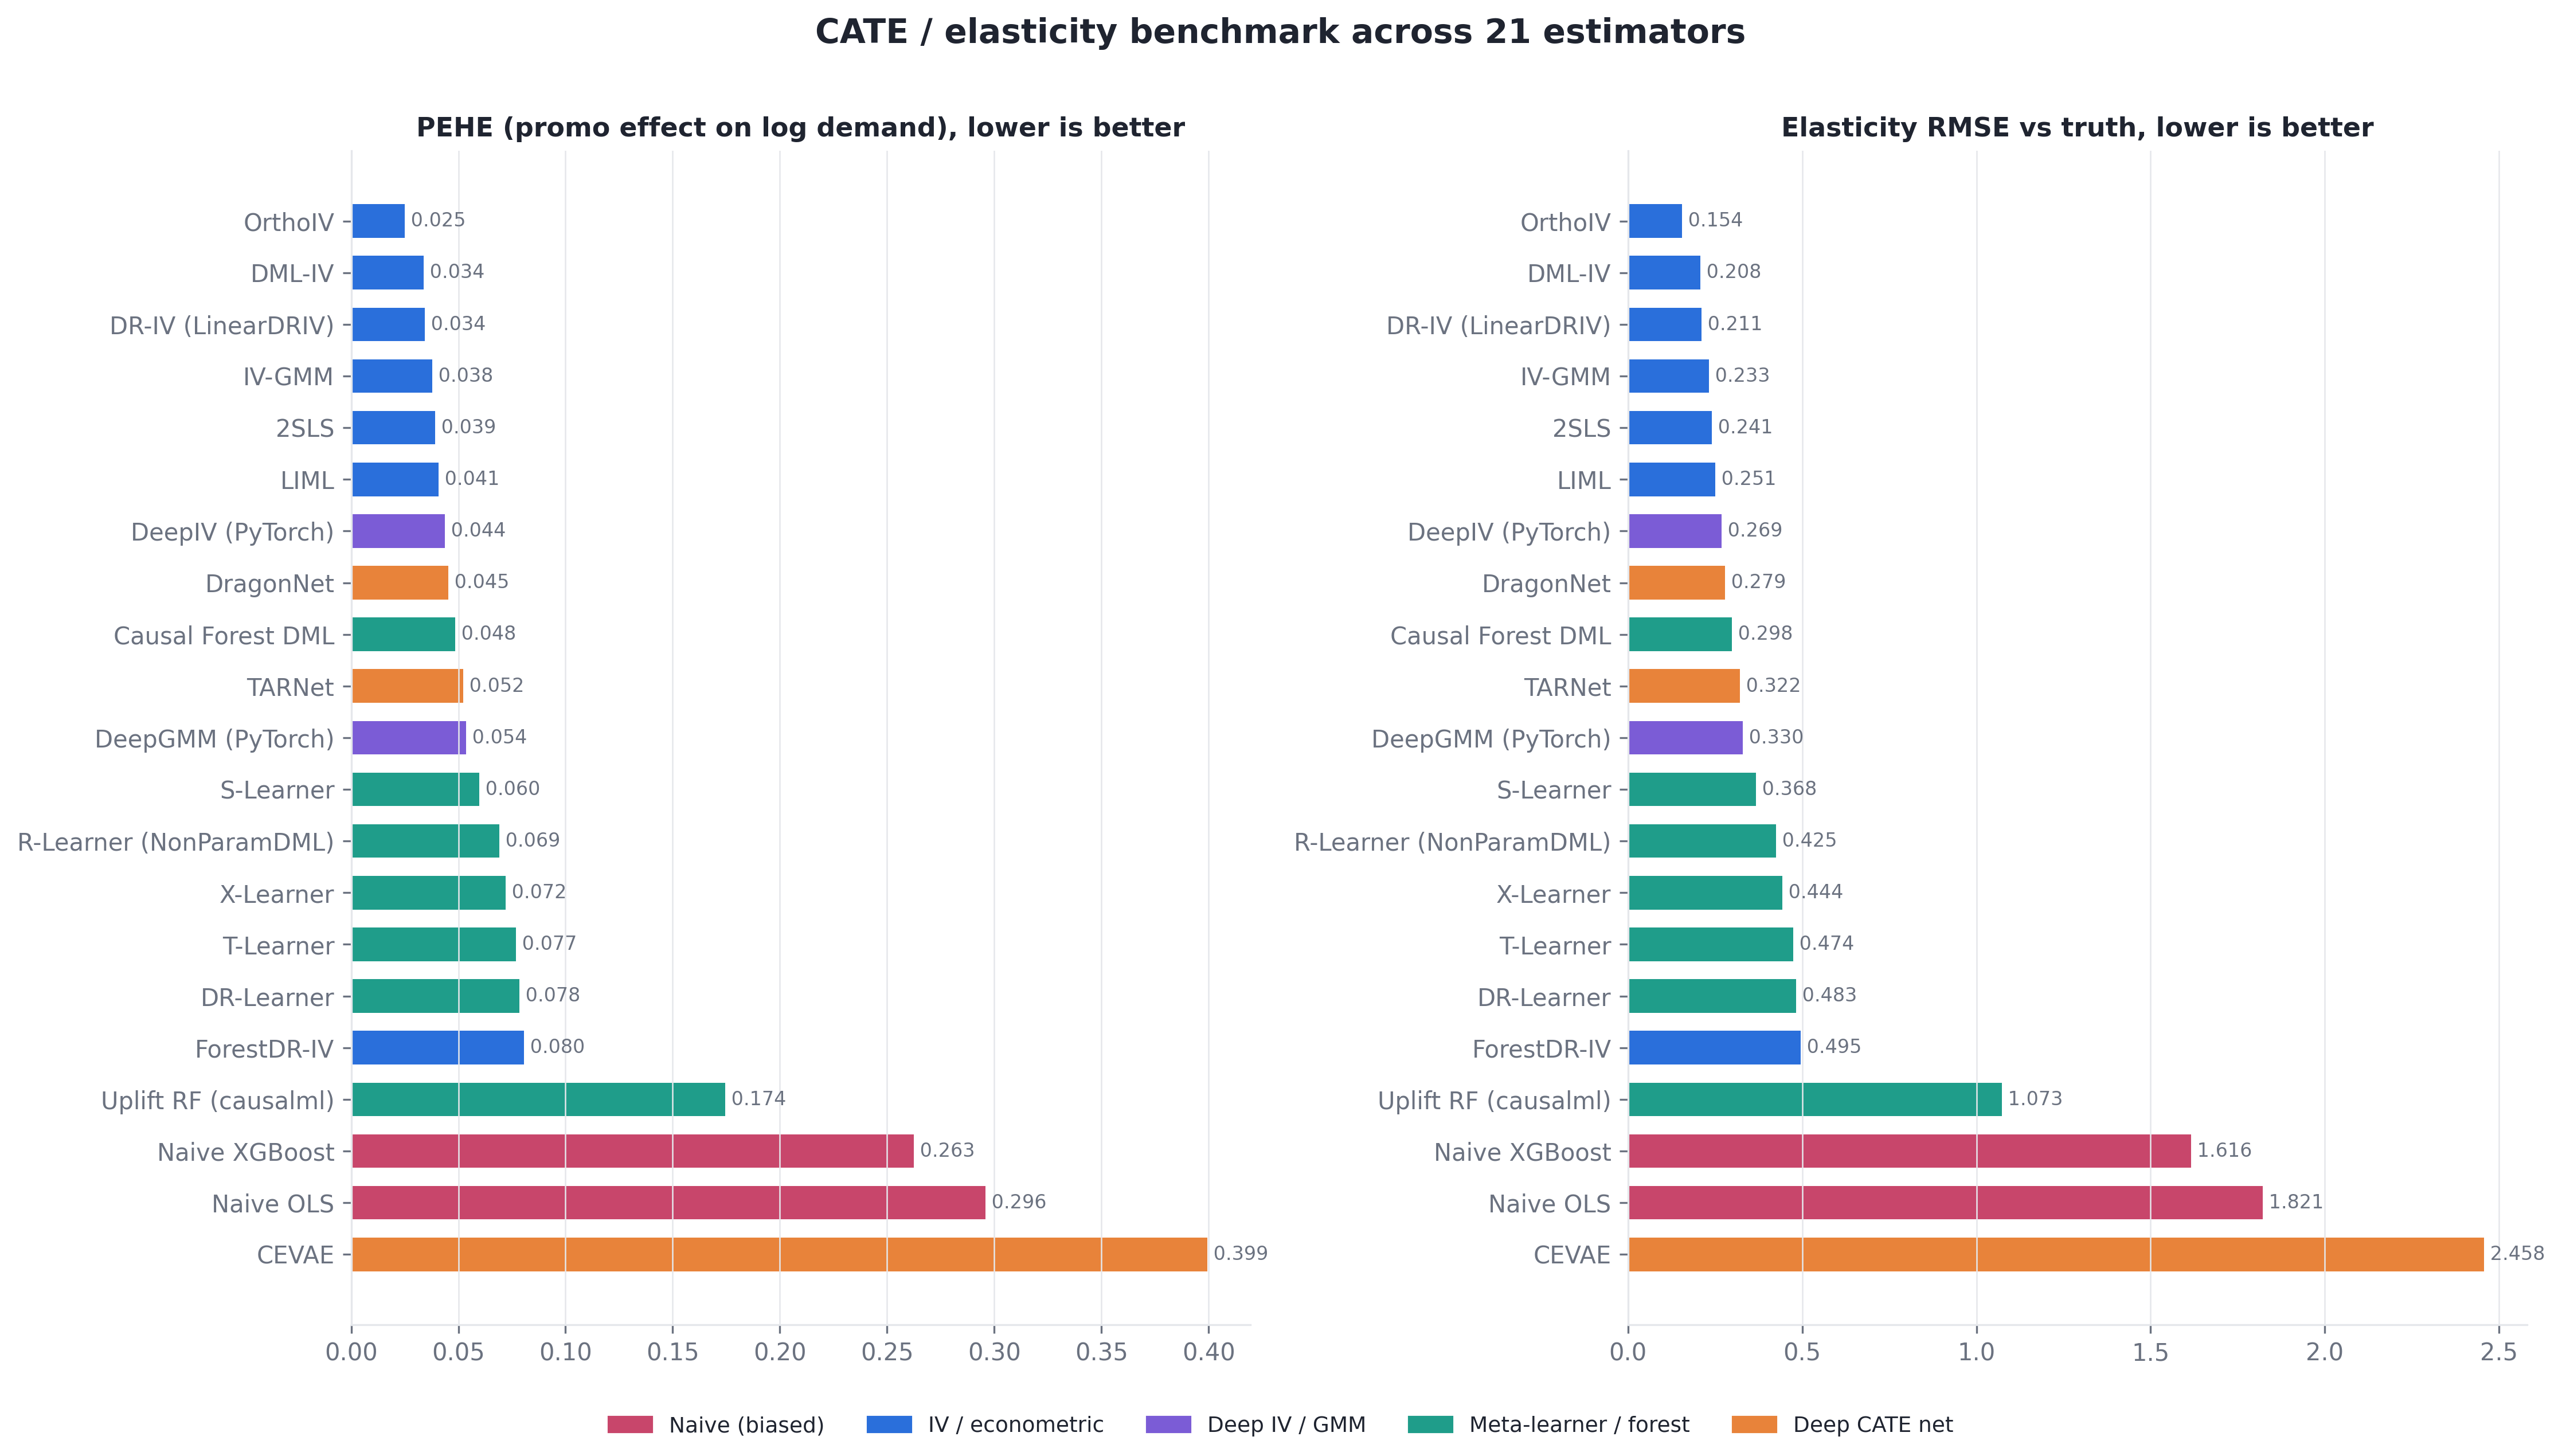 CATE / elasticity benchmark across 21 estimators
PEHE (promo effect on log demand), lower is better
OrthoIV 0.025
DML-IV 0.034
DR-IV (LinearDRIV) 0.034
IV-GMM 0.038
2SLS 0.039
LIML 0.041
DeepIV (PyTorch) 0.044
DragonNet 0.045
Causal Forest DML 0.048
TARNet 0.052
DeepGMM (PyTorch) 0.054
S-Learner 0.060
R-Learner (NonParamDML) 0.069
X-Learner 0.072
T-Learner 0.077
DR-Learner 0.078
ForestDR-IV 0.080
Uplift RF (causalml) 0.174
Naive XGBoost 0.263
Naive OLS 0.296
CEVAE 0.399
0.00 0.05 0.10 0.15 0.20 0.25 0.30 0.35 0.40
Elasticity RMSE vs truth, lower is better
OrthoIV 0.154
DML-IV 0.208
DR-IV (LinearDRIV) 0.211
IV-GMM 0.233
2SLS 0.241
LIML 0.251
DeepIV (PyTorch) 0.269
DragonNet 0.279
Causal Forest DML 0.298
TARNet 0.322
DeepGMM (PyTorch) 0.330
S-Learner 0.368
R-Learner (NonParamDML) 0.425
X-Learner 0.444
T-Learner 0.474
DR-Learner 0.483
ForestDR-IV 0.495
Uplift RF (causalml) 1.073
Naive XGBoost 1.616
Naive OLS 1.821
CEVAE 2.458
0.0 0.5 1.0 1.5 2.0 2.5
Naive (biased) IV / econometric Deep IV / GMM Meta-learner / forest Deep CATE net